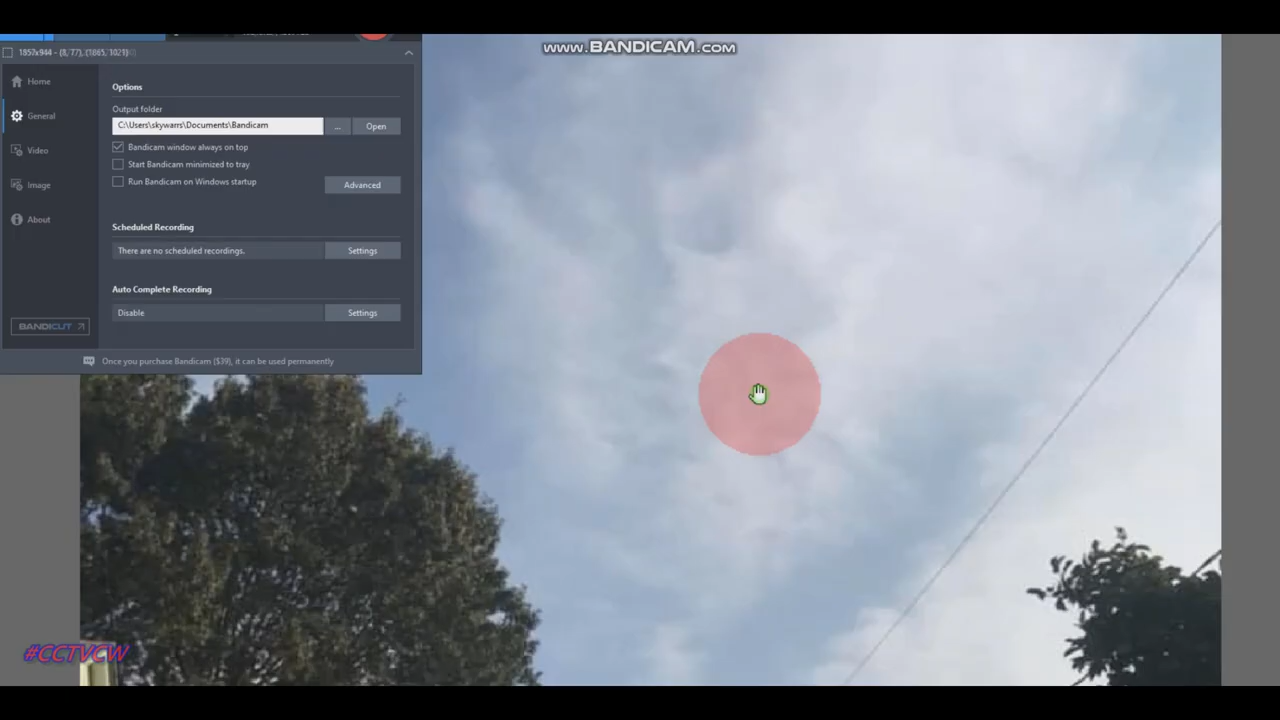 www.BANDICAM.com
1857x944 - (8, 77), (1865, 1021)
Home
General
Video
Image
About
BANDICUT
Options
Output folder
C:\Users\skywarrs\Documents\Bandicam
...
Open
Bandicam window always on top
Start Bandicam minimized to tray
Run Bandicam on Windows startup
Advanced
Scheduled Recording
There are no scheduled recordings.
Settings
Auto Complete Recording
Disable
Settings
Once you purchase Bandicam ($39), it can be used permanently
#CCTVCW